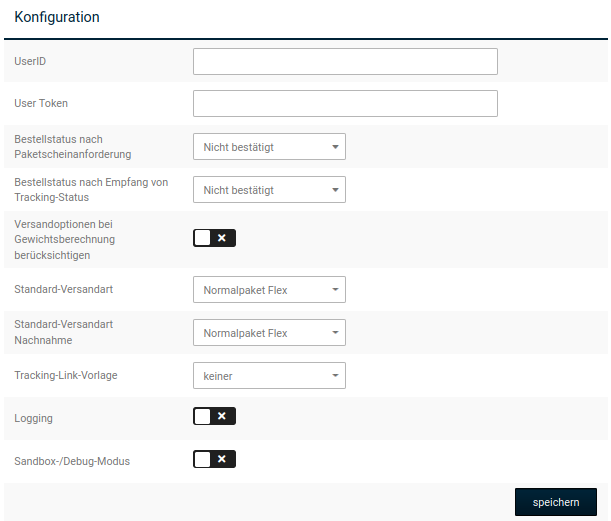 Konfiguration
UserID
User Token
Bestellstatus nach
Paketscheinanforderung
Nicht bestätigt
Bestellstatus nach Empfang von
Tracking-Status
Nicht bestätigt
Versandoptionen bei
Gewichtsberechnung
berücksichtigen
Standard-Versandart
Normalpaket Flex
Standard-Versandart
Nachnahme
Normalpaket Flex
Tracking-Link-Vorlage
keiner
Logging
Sandbox-/Debug-Modus
speichern